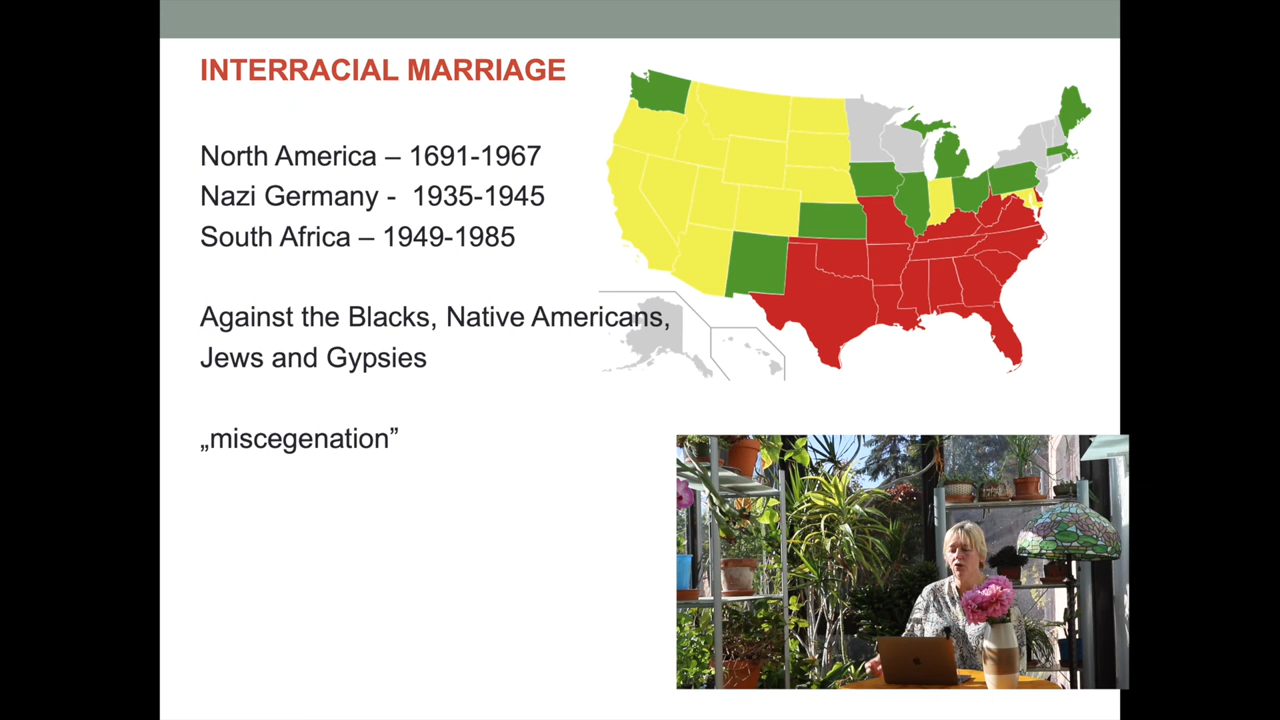 INTERRACIAL MARRIAGE
North America – 1691-1967
Nazi Germany - 1935-1945
South Africa – 1949-1985
Against the Blacks, Native Americans,
Jews and Gypsies
„miscegenation”